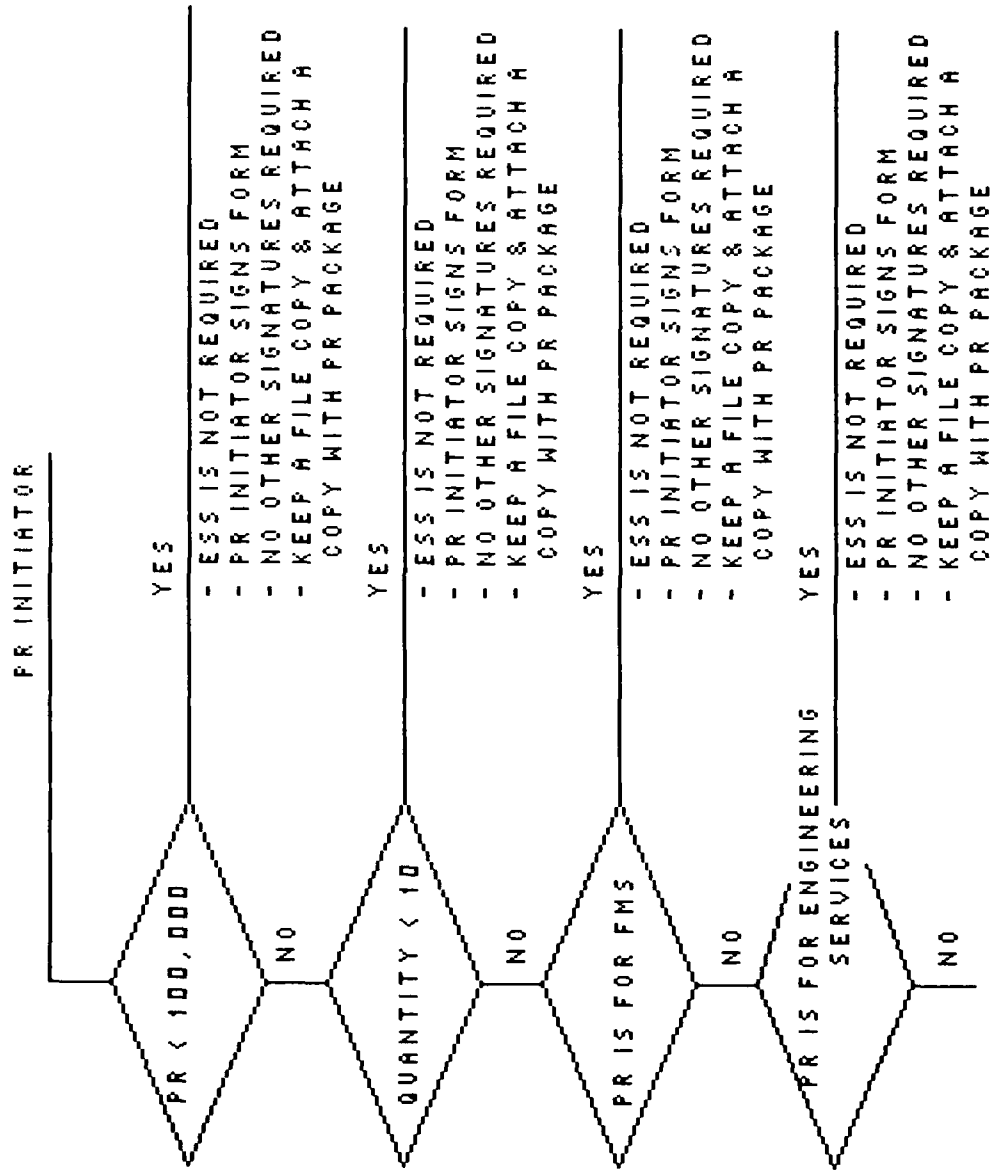 PR INITIATOR
PR < 100,000
YES
- ESS IS NOT REQUIRED
- PR INITIATOR SIGNS FORM
- NO OTHER SIGNATURES REQUIRED
- KEEP A FILE COPY & ATTACH A
COPY WITH PR PACKAGE
NO
QUANTITY < 10
YES
- ESS IS NOT REQUIRED
- PR INITIATOR SIGNS FORM
- NO OTHER SIGNATURES REQUIRED
- KEEP A FILE COPY & ATTACH A
COPY WITH PR PACKAGE
NO
PR IS FOR FMS
YES
- ESS IS NOT REQUIRED
- PR INITIATOR SIGNS FORM
- NO OTHER SIGNATURES REQUIRED
- KEEP A FILE COPY & ATTACH A
COPY WITH PR PACKAGE
NO
PR IS FOR ENGINEERING
SERVICES
YES
- ESS IS NOT REQUIRED
- PR INITIATOR SIGNS FORM
- NO OTHER SIGNATURES REQUIRED
- KEEP A FILE COPY & ATTACH A
COPY WITH PR PACKAGE
NO